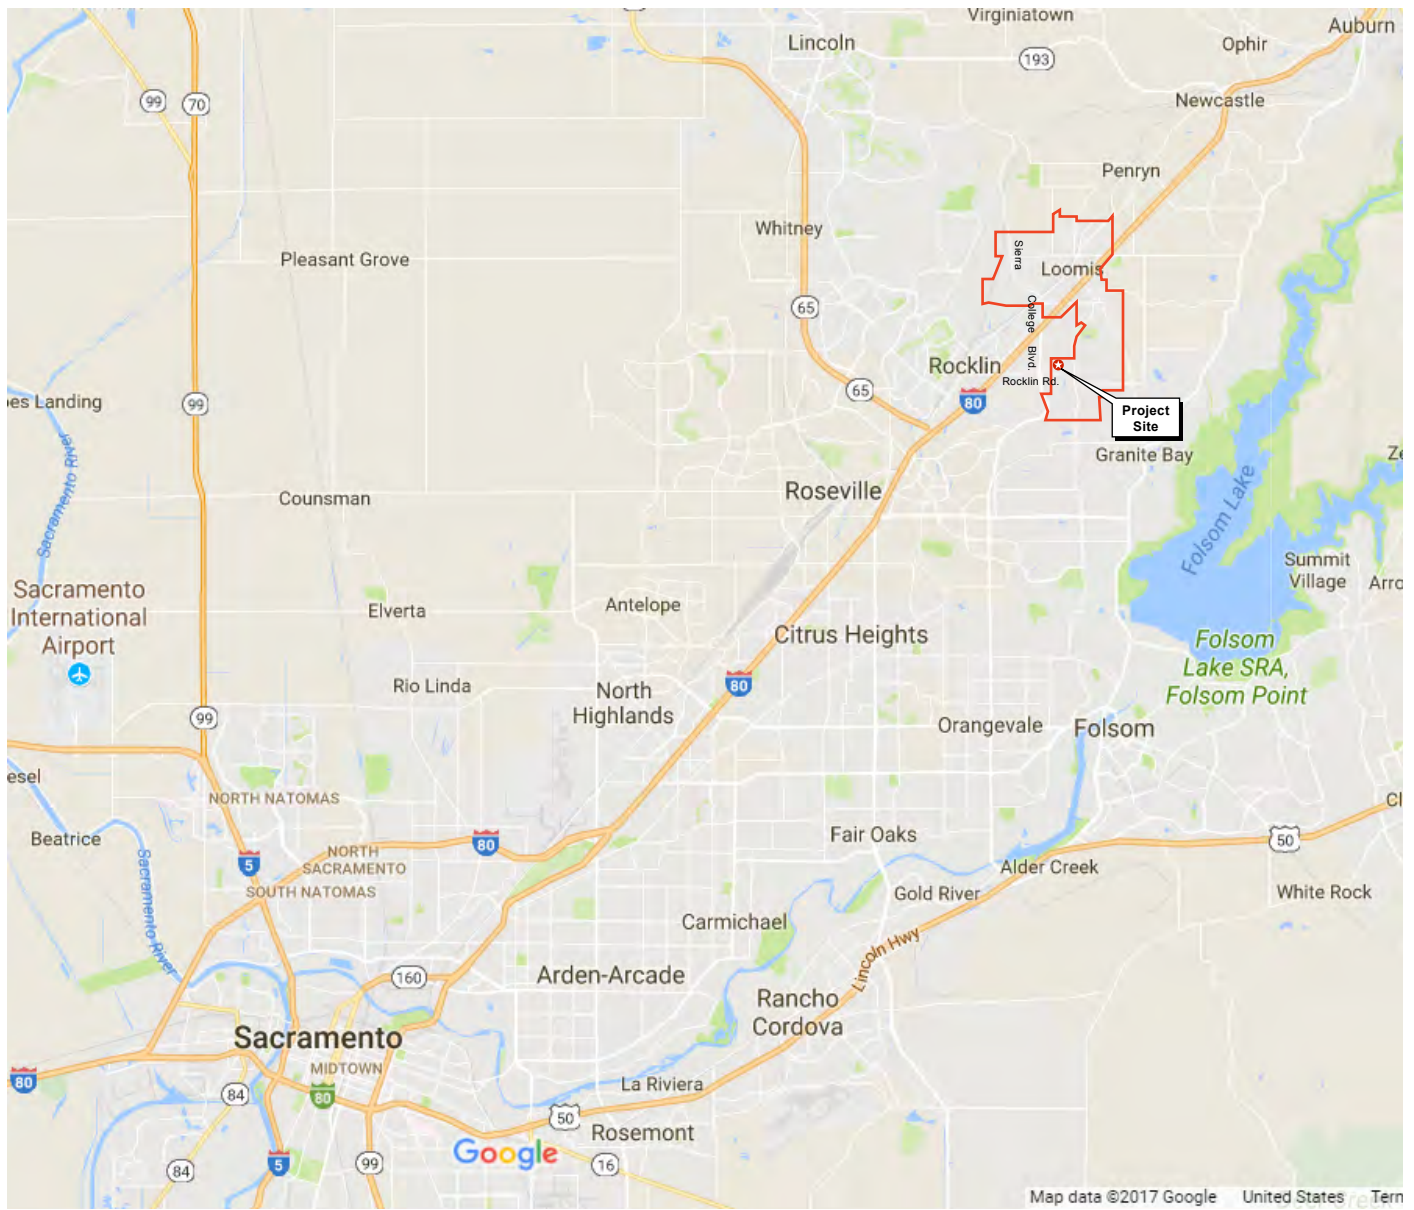 Virginiatown
Auburn
Lincoln
Ophir
193
99
70
Newcastle
Penryn
Whitney
Sierra
Pleasant Grove
Loomis
College
65
Blvd.
Rocklin
Rocklin Rd.
65
80
99
Project
Site
Granite Bay
Sacramento River
Roseville
Counsman
Folsom Lake
Summit
Village
Sacramento
International
Airport
Elverta
Antelope
Citrus Heights
Folsom
Lake SRA,
Folsom Point
Rio Linda
80
North
Highlands
99
Orangevale
Folsom
esel
NORTH NATOMAS
Beatrice
Fair Oaks
50
80
NORTH
SACRAMENTO
5
SOUTH NATOMAS
Alder Creek
Gold River
White Rock
Sacramento River
Carmichael
Lincoln Hwy
160
Arden-Arcade
Rancho
Cordova
Sacramento
MIDTOWN
80
84
80
La Riviera
50
Rosemont
Google
5
99
16
84
Map data ©2017 Google United States